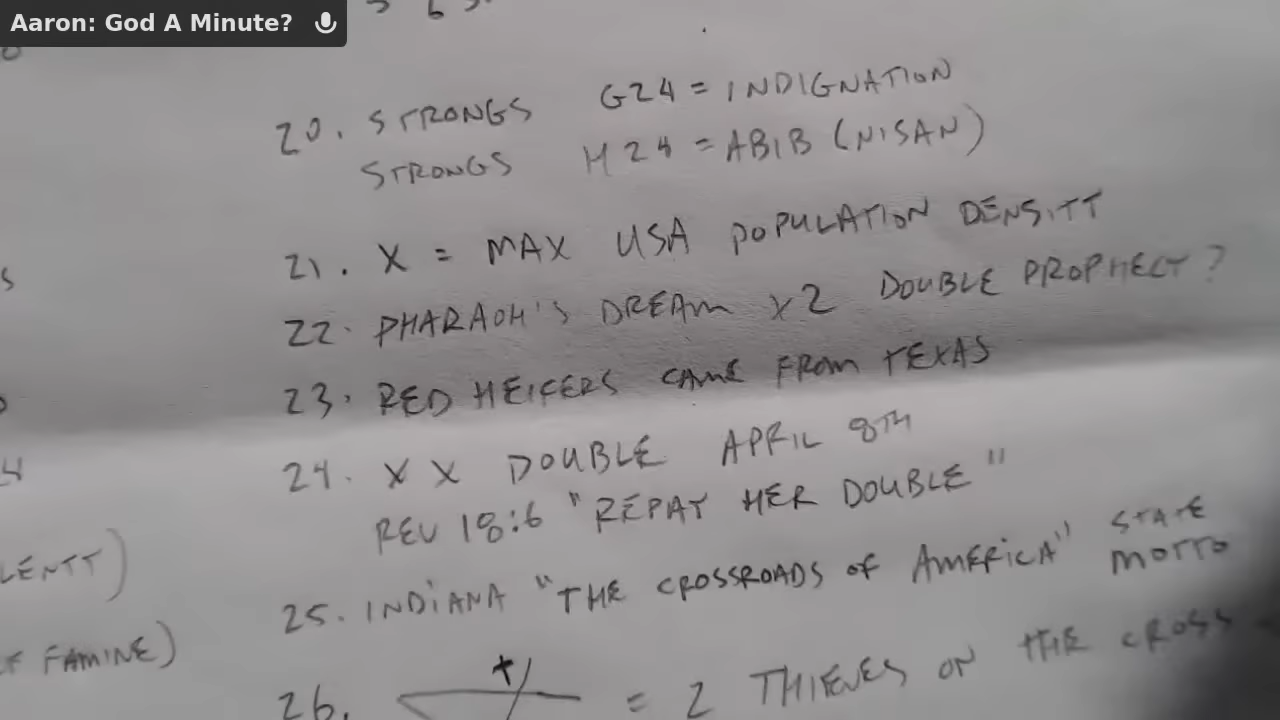 Aaron: God A Minute?
20. STRONGS G24 = INDIGNATION
STRONGS H24 = ABIB (NISAN)
21. X = MAX USA POPULATION DENSITY
22. PHARAOH'S DREAM x2 DOUBLE PROPHECY?
23. RED HEIFERS CAME FROM TEXAS
24. X X DOUBLE APRIL 8TH
REV 18:6 "REPAY HER DOUBLE"
25. INDIANA "THE CROSSROADS OF AMERICA" STATE MOTTO
FAMINE)
26. = 2 THIEVES ON THE CROSS